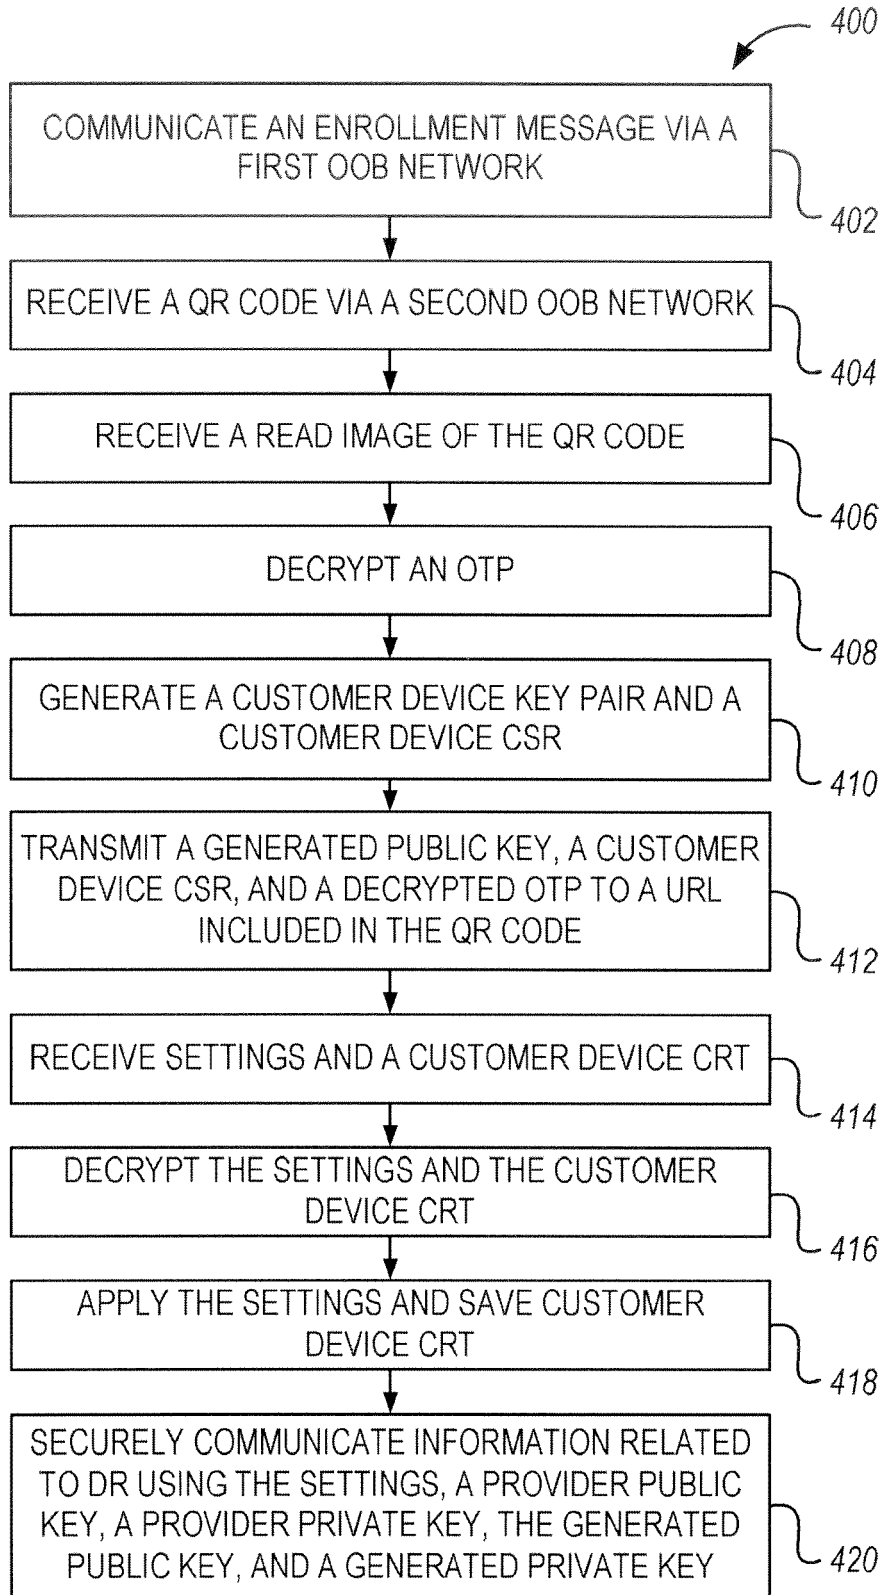 400
COMMUNICATE AN ENROLLMENT MESSAGE VIA A
FIRST OOB NETWORK
402
RECEIVE A QR CODE VIA A SECOND OOB NETWORK
404
RECEIVE A READ IMAGE OF THE QR CODE
406
DECRYPT AN OTP
408
GENERATE A CUSTOMER DEVICE KEY PAIR AND A
CUSTOMER DEVICE CSR
410
TRANSMIT A GENERATED PUBLIC KEY, A CUSTOMER
DEVICE CSR, AND A DECRYPTED OTP TO A URL
INCLUDED IN THE QR CODE
412
RECEIVE SETTINGS AND A CUSTOMER DEVICE CRT
414
DECRYPT THE SETTINGS AND THE CUSTOMER
DEVICE CRT
416
APPLY THE SETTINGS AND SAVE CUSTOMER
DEVICE CRT
418
SECURELY COMMUNICATE INFORMATION RELATED
TO DR USING THE SETTINGS, A PROVIDER PUBLIC
KEY, A PROVIDER PRIVATE KEY, THE GENERATED
PUBLIC KEY, AND A GENERATED PRIVATE KEY
420